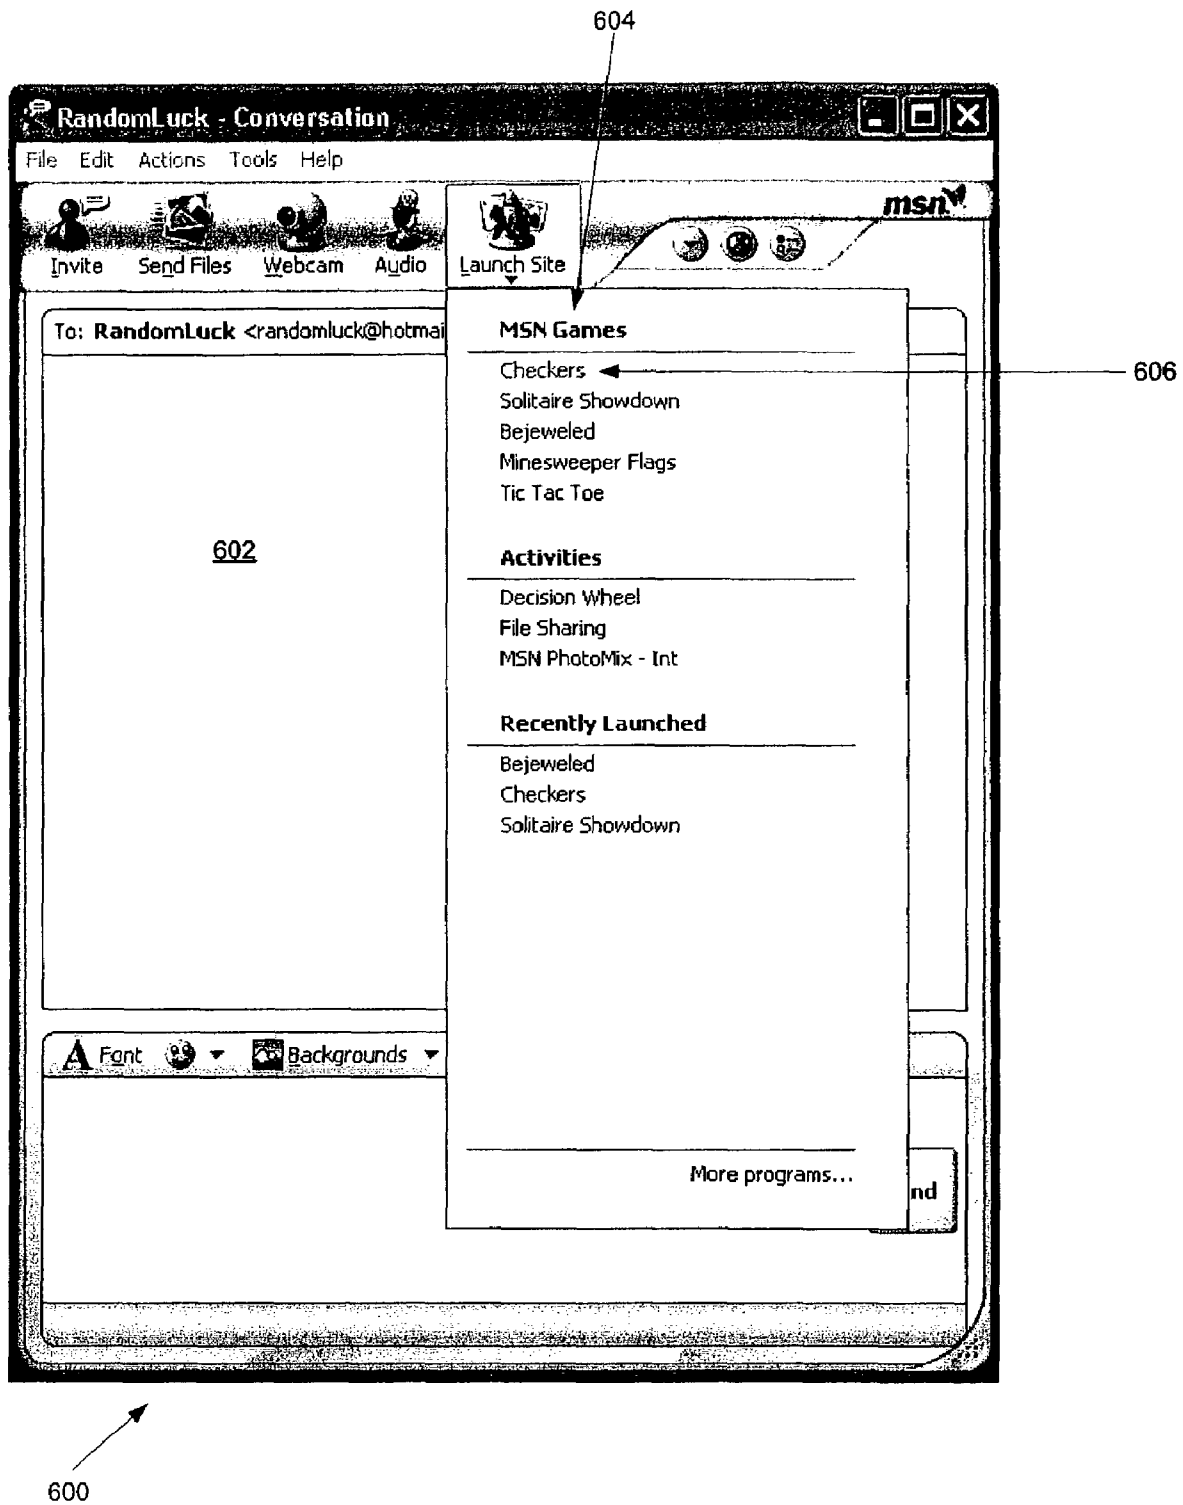 604
RandomLuck - Conversation
File Edit Actions Tools Help
msn
Invite Send Files Webcam Audio Launch Site
To: RandomLuck <randomluck@hotmai
MSN Games
Checkers
606
Solitaire Showdown
Bejeweled
Minesweeper Flags
Tic Tac Toe
602
Activities
Decision Wheel
File Sharing
MSN PhotoMix - Int
Recently Launched
Bejeweled
Checkers
Solitaire Showdown
A Font Backgrounds
More programs...
nd
600